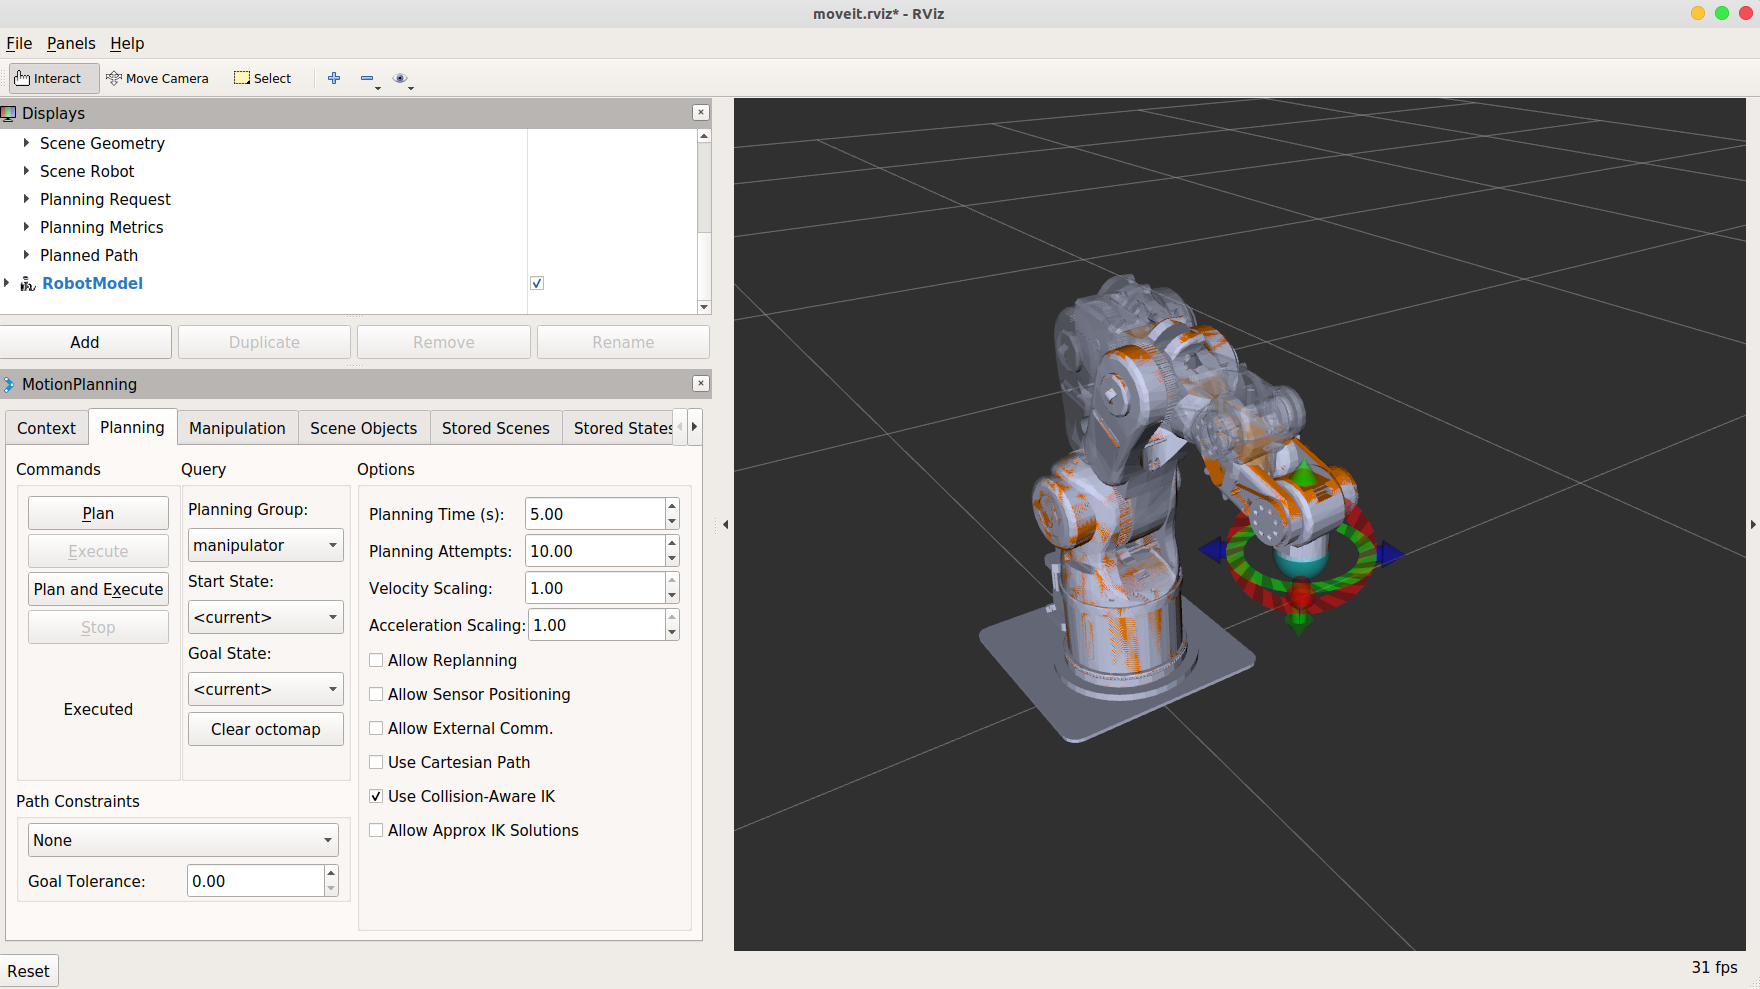 moveit.rviz* - RViz
File Panels Help
Interact Move Camera Select
Displays
Scene Geometry
Scene Robot
Planning Request
Planning Metrics
Planned Path
RobotModel
Add Duplicate Remove Rename
MotionPlanning
Context Planning Manipulation Scene Objects Stored Scenes Stored States
Commands
Plan
Execute
Plan and Execute
Stop
Executed
Query
Planning Group:
manipulator
Start State:
<current>
Goal State:
<current>
Clear octomap
Options
Planning Time (s): 5.00
Planning Attempts: 10.00
Velocity Scaling: 1.00
Acceleration Scaling: 1.00
Allow Replanning
Allow Sensor Positioning
Allow External Comm.
Use Cartesian Path
Use Collision-Aware IK
Allow Approx IK Solutions
Path Constraints
None
Goal Tolerance: 0.00
Reset
31 fps